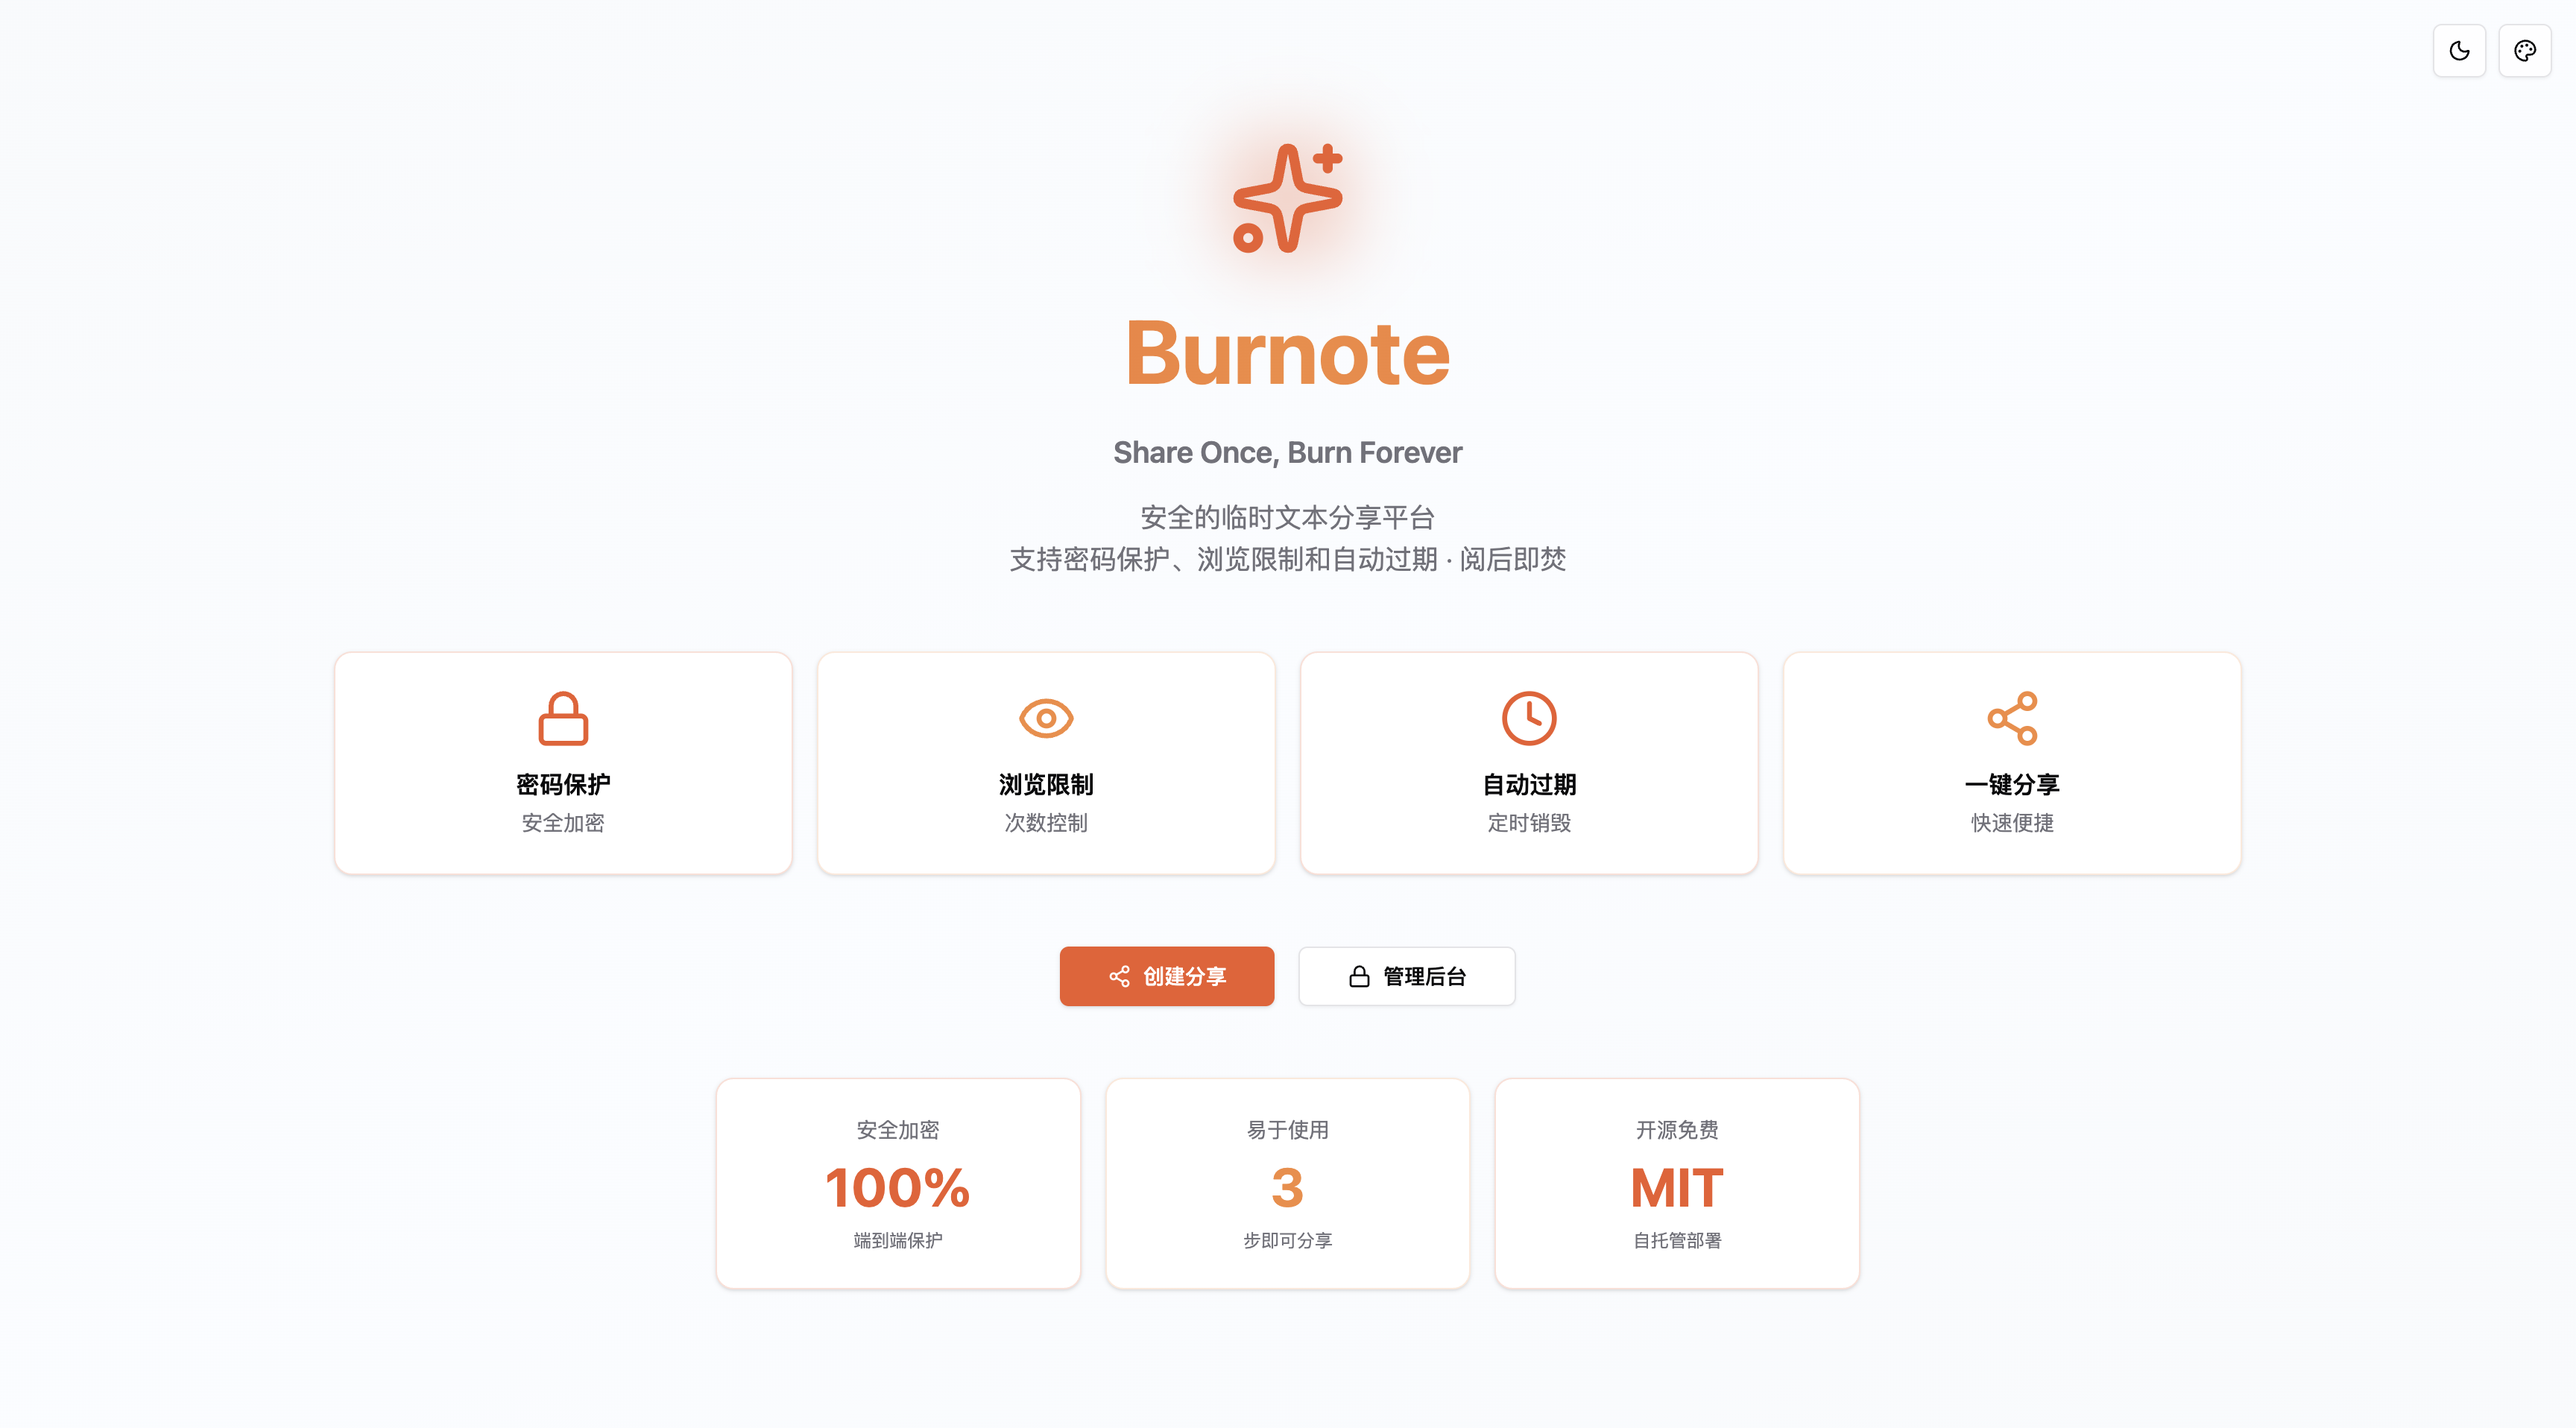 Burnote
Share Once, Burn Forever
安全的临时文本分享平台
支持密码保护、浏览限制和自动过期 · 阅后即焚
密码保护
安全加密
浏览限制
次数控制
自动过期
定时销毁
一键分享
快速便捷
创建分享
管理后台
安全加密
100%
端到端保护
易于使用
3
步即可分享
开源免费
MIT
自托管部署